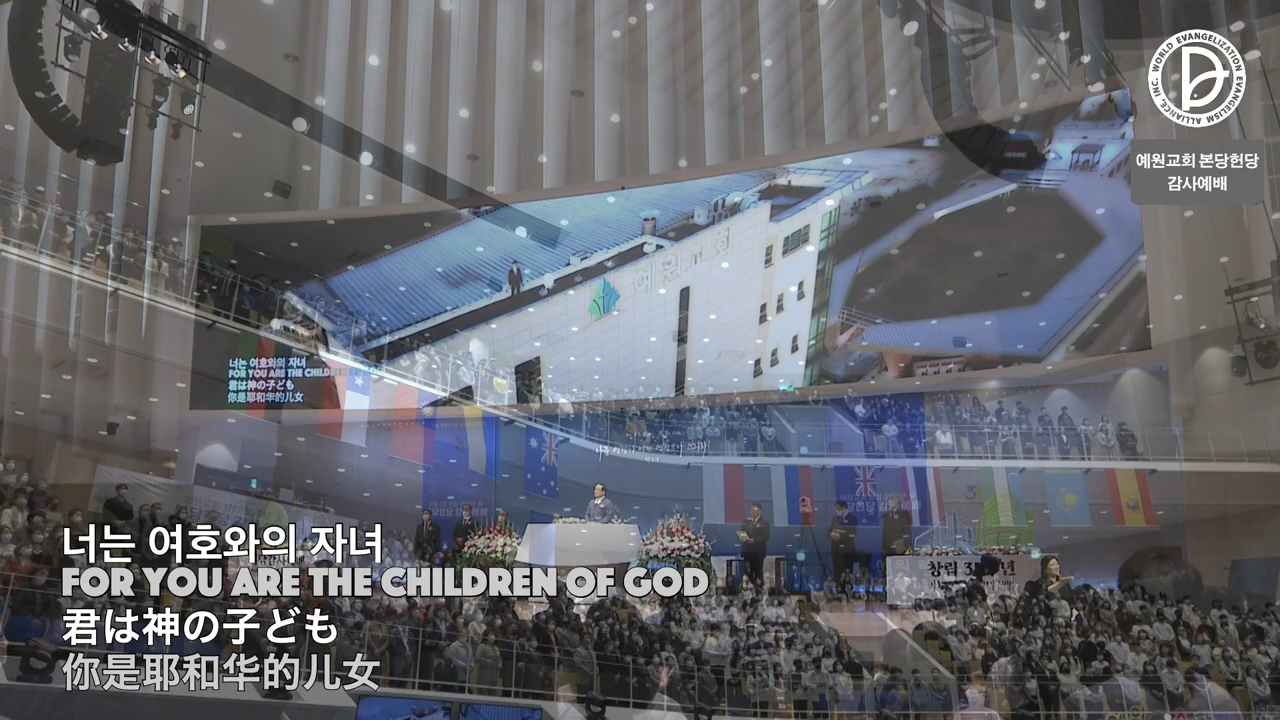 WORLD EVANGELIZATION EVANGELISM ALLIANCE, INC.
예원교회 본당헌당
감사예배
예원교회
너는 여호와의 자녀
FOR YOU ARE THE CHILDREN OF GOD
君は神の子ども
你是耶和华的儿女
너는 여호와의 자녀
FOR YOU ARE THE CHILDREN OF GOD
君は神の子ども
你是耶和华的儿女